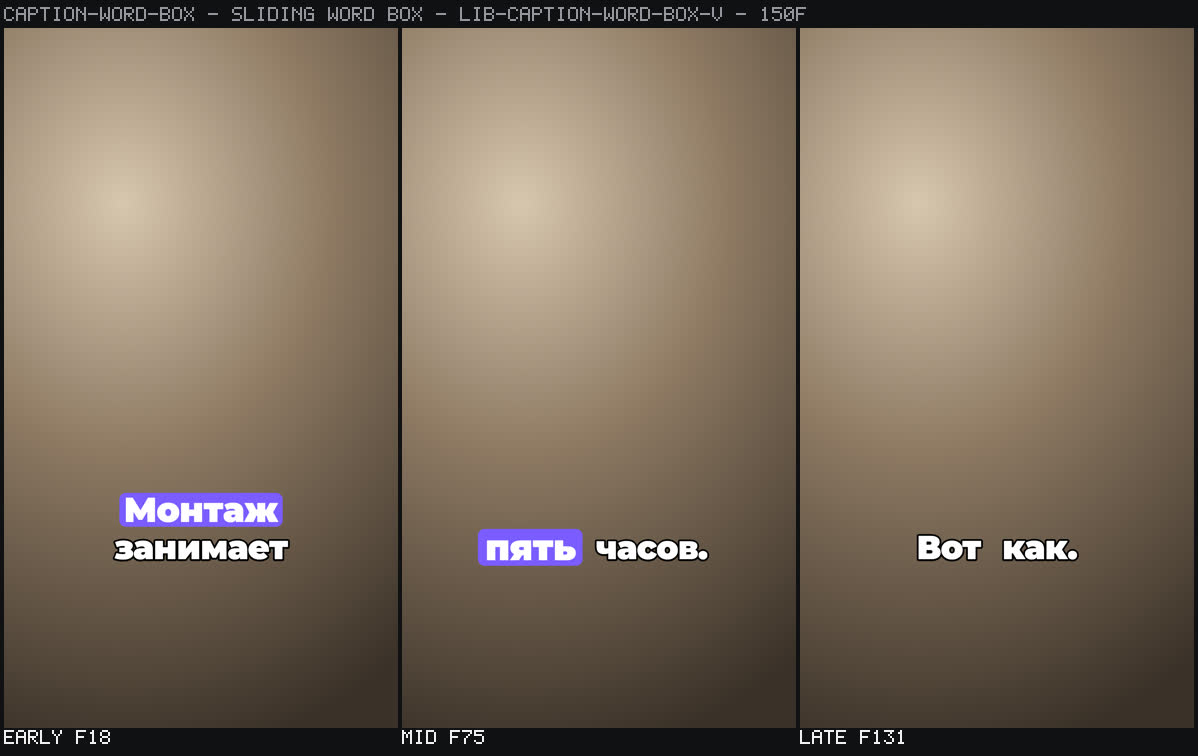 CAPTION-WORD-BOX - SLIDING WORD BOX - LIB-CAPTION-WORD-BOX-V - 150F
Монтаж
занимает
пять часов.
Вот как.
EARLY F18
MID F75
LATE F131